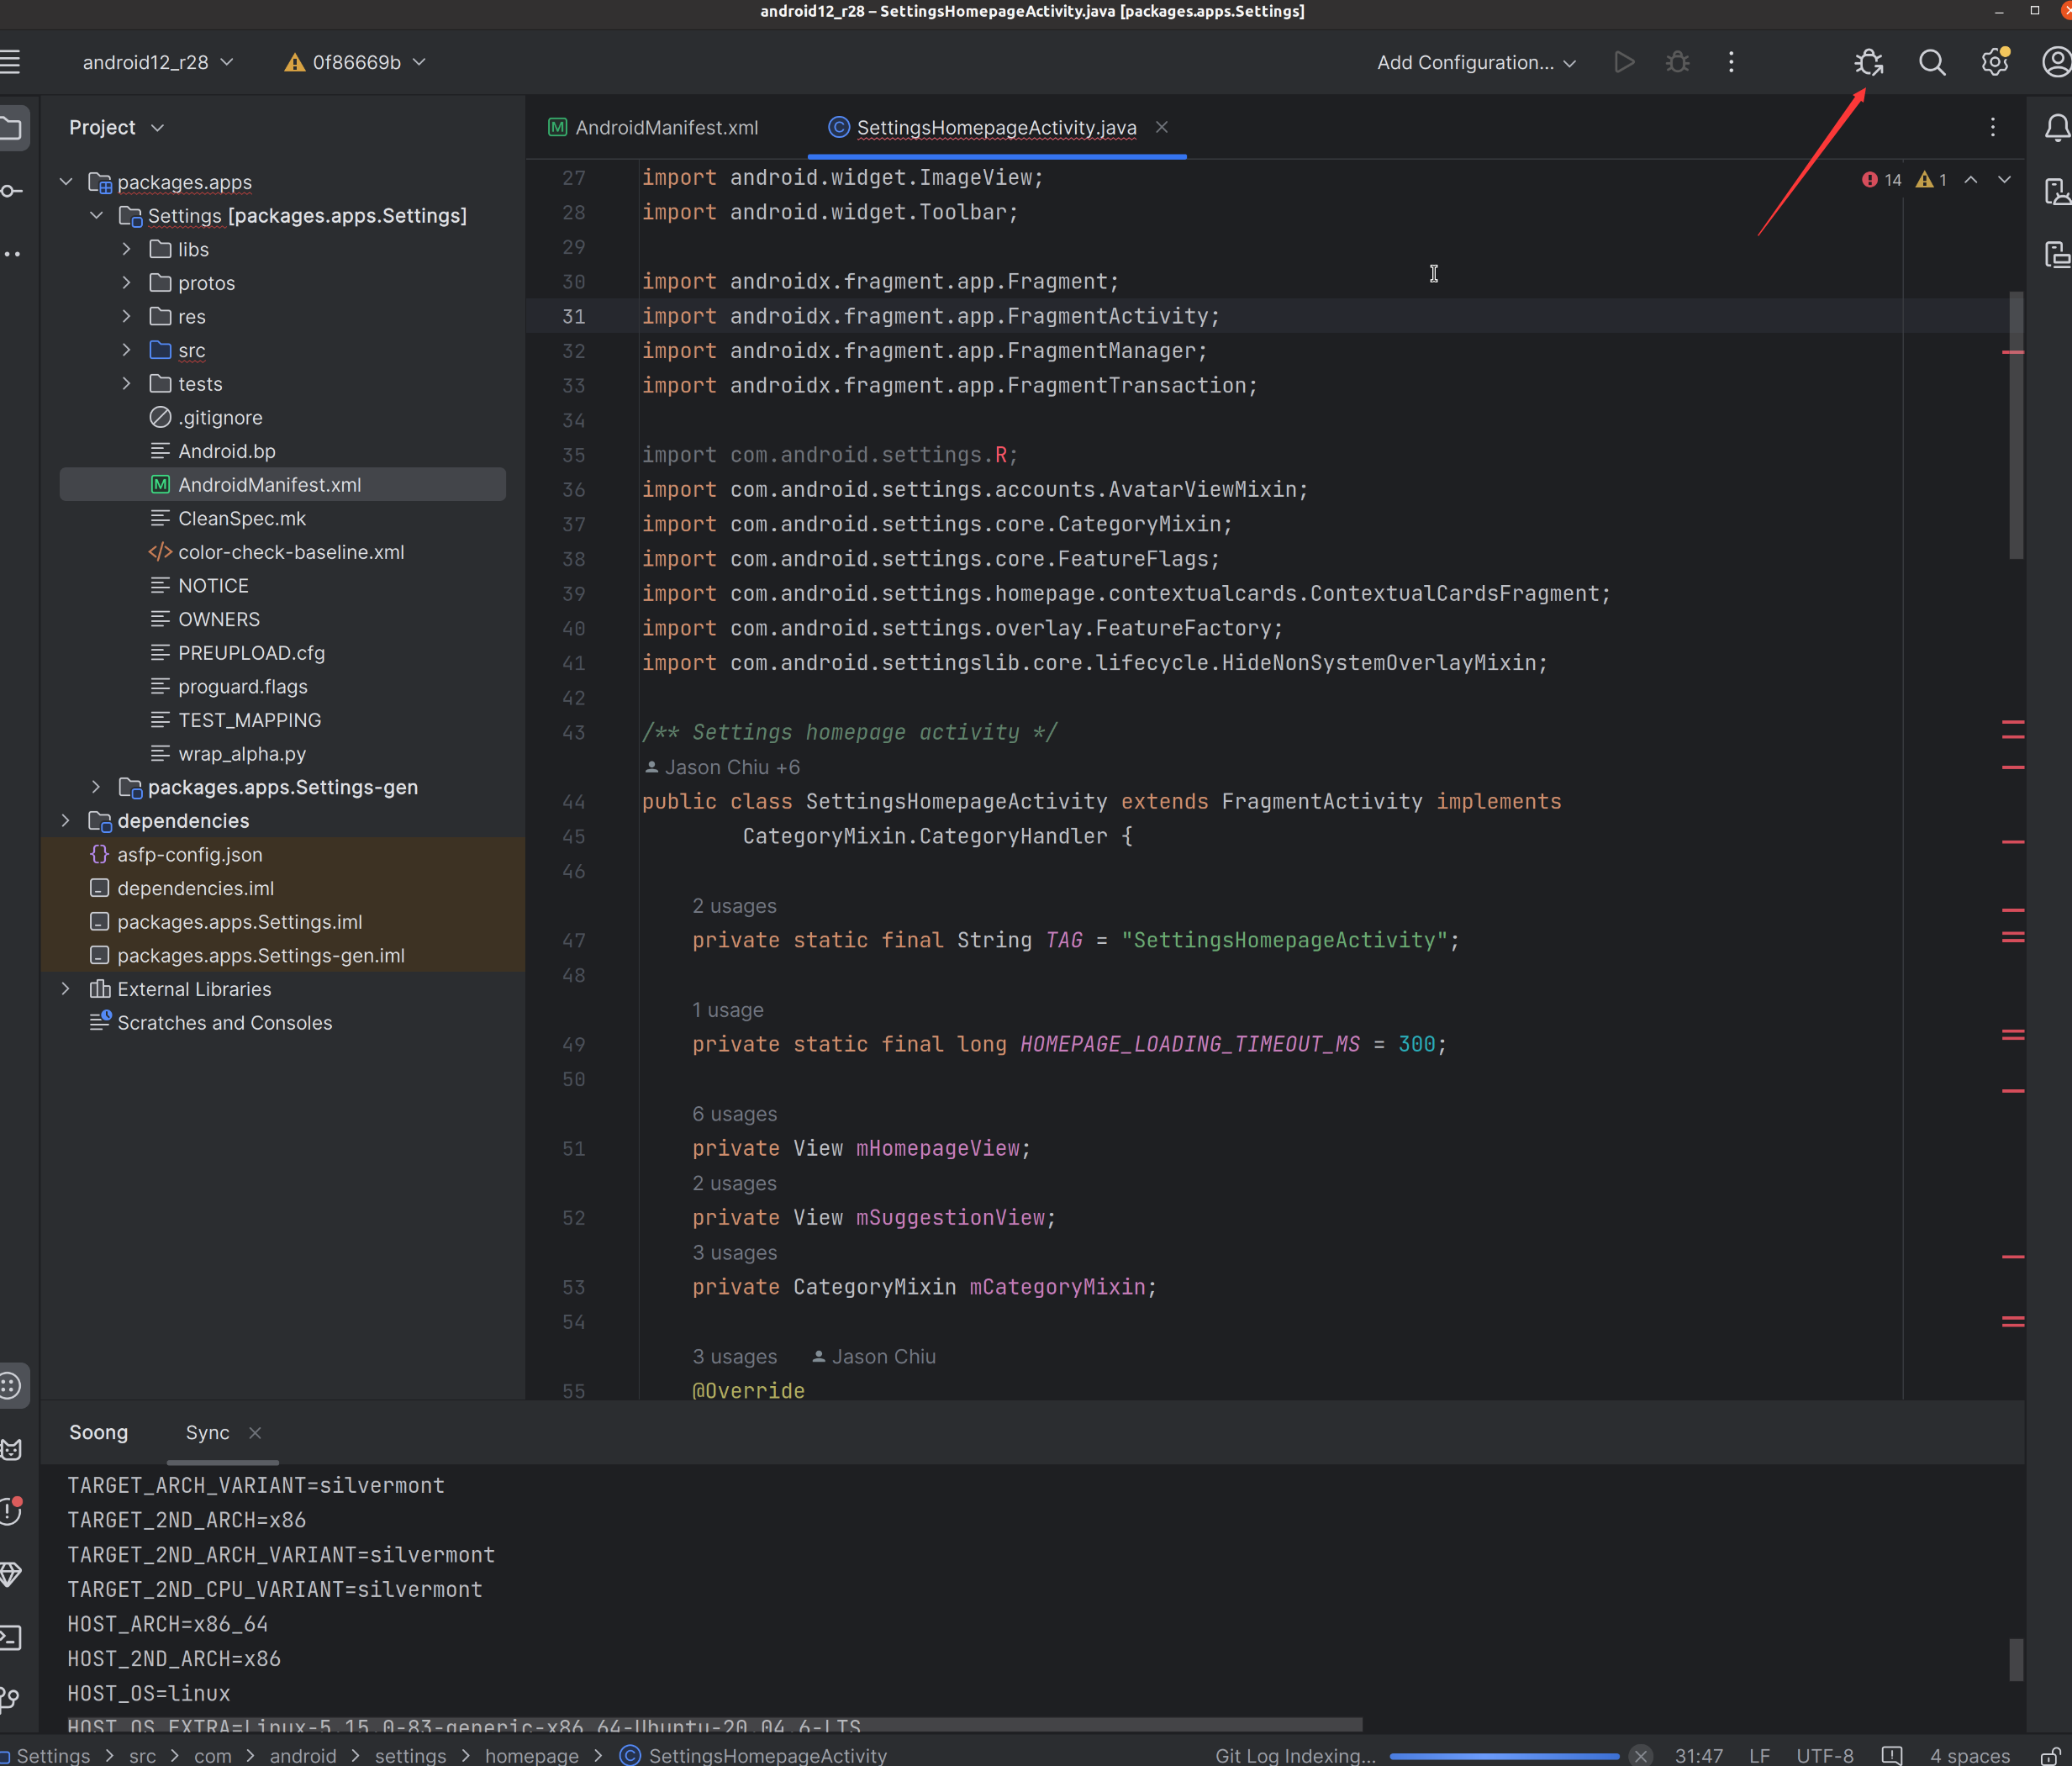 android12_r28 – SettingsHomepageActivity.java [packages.apps.Settings]
android12_r28
0f86669b
Add Configuration...
Project
packages.apps
Settings [packages.apps.Settings]
libs
protos
res
src
tests
.gitignore
Android.bp
AndroidManifest.xml
CleanSpec.mk
color-check-baseline.xml
NOTICE
OWNERS
PREUPLOAD.cfg
proguard.flags
TEST_MAPPING
wrap_alpha.py
packages.apps.Settings-gen
dependencies
asfp-config.json
dependencies.iml
packages.apps.Settings.iml
packages.apps.Settings-gen.iml
External Libraries
Scratches and Consoles
AndroidManifest.xml
SettingsHomepageActivity.java
14 1
27 import android.widget.ImageView;
28 import android.widget.Toolbar;
29
30 import androidx.fragment.app.Fragment;
31 import androidx.fragment.app.FragmentActivity;
32 import androidx.fragment.app.FragmentManager;
33 import androidx.fragment.app.FragmentTransaction;
34
35 import com.android.settings.R;
36 import com.android.settings.accounts.AvatarViewMixin;
37 import com.android.settings.core.CategoryMixin;
38 import com.android.settings.core.FeatureFlags;
39 import com.android.settings.homepage.contextualcards.ContextualCardsFragment;
40 import com.android.settings.overlay.FeatureFactory;
41 import com.android.settingslib.core.lifecycle.HideNonSystemOverlayMixin;
42
43 /** Settings homepage activity */
Jason Chiu +6
44 public class SettingsHomepageActivity extends FragmentActivity implements
45 CategoryMixin.CategoryHandler {
46
2 usages
47 private static final String TAG = "SettingsHomepageActivity";
48
1 usage
49 private static final long HOMEPAGE_LOADING_TIMEOUT_MS = 300;
50
6 usages
51 private View mHomepageView;
2 usages
52 private View mSuggestionView;
3 usages
53 private CategoryMixin mCategoryMixin;
54
3 usages Jason Chiu
55 @Override
Soong Sync
TARGET_ARCH_VARIANT=silvermont
TARGET_2ND_ARCH=x86
TARGET_2ND_ARCH_VARIANT=silvermont
TARGET_2ND_CPU_VARIANT=silvermont
HOST_ARCH=x86_64
HOST_2ND_ARCH=x86
HOST_OS=linux
HOST_OS_EXTRA=Linux-5.15.0-83-generic-x86_64-Ubuntu-20.04.6-LTS
Settings > src > com > android > settings > homepage > SettingsHomepageActivity
Git Log Indexing... 31:47 LF UTF-8 4 spaces